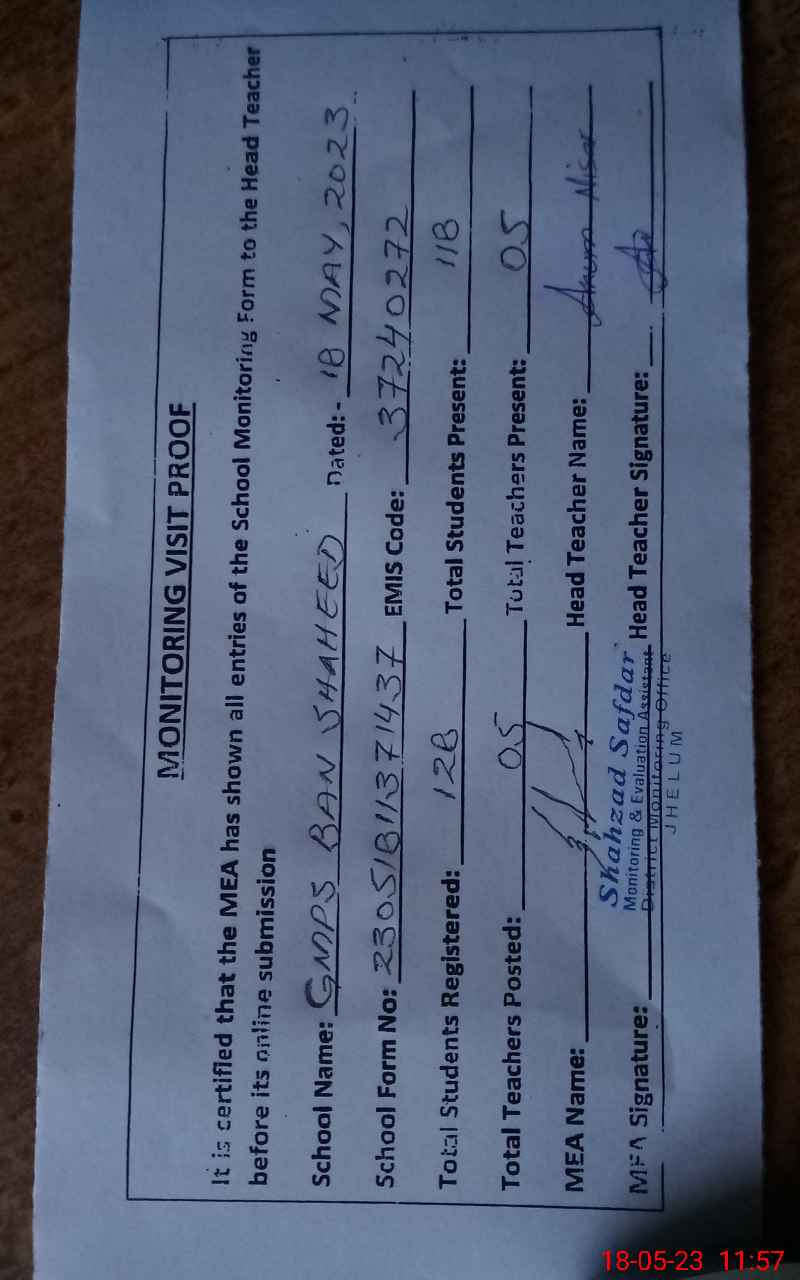 MONITORING VISIT PROOF
It is certified that the MEA has shown all entries of the School Monitoring Form to the Head Teacher
before its online submission
School Name: GMPS BAN SHAHEED Dated: - 18 MAY, 2023
School Form No: 23051811371437 EMIS Code: 37240272
Total Students Registered: 128 Total Students Present: 118
Total Teachers Posted: 05 Total Teachers Present: 05
MEA Name: Head Teacher Name: Anum Nisar
MEA Signature: Head Teacher Signature:
Shahzad Safdar
Monitoring & Evaluation Assistant
District Monitoring Office
JHELUM
18-05-23 11:57